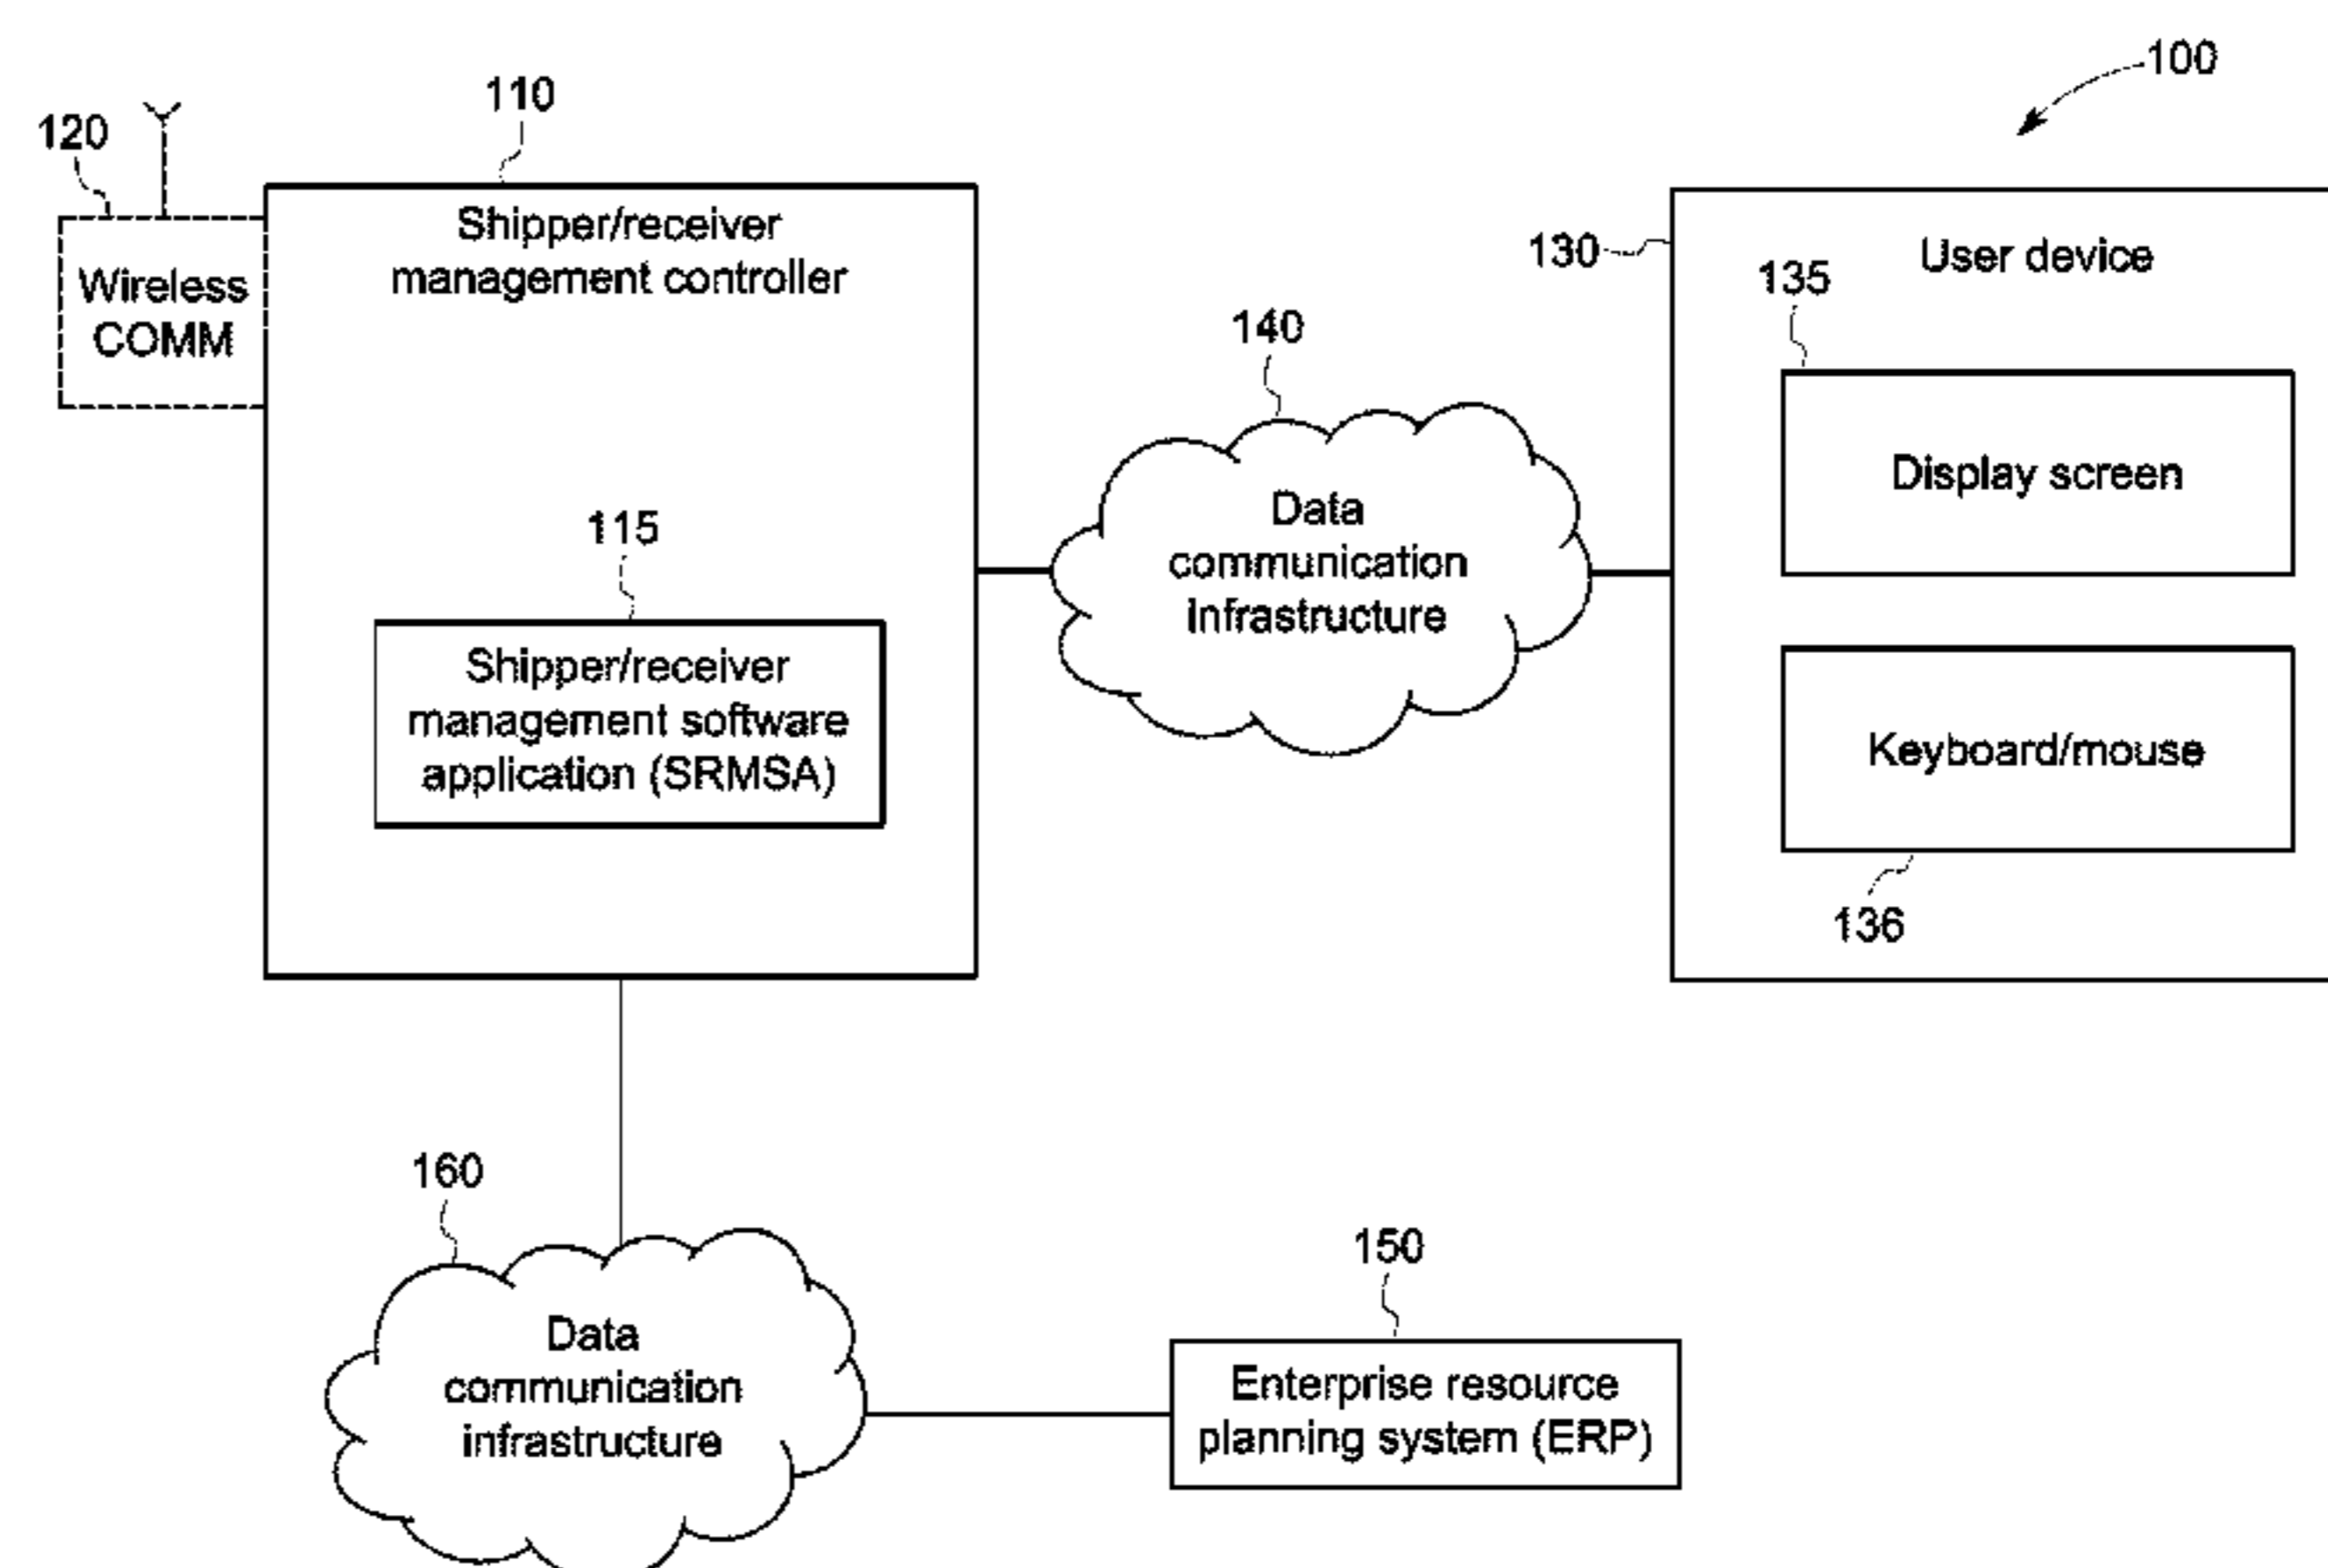 100
110
120
Wireless
COMM
Shipper/receiver
management controller
115
Shipper/receiver
management software
application (SRMSA)
140
Data
communication
infrastructure
130
User device
135
Display screen
Keyboard/mouse
136
160
Data
communication
infrastructure
150
Enterprise resource
planning system (ERP)